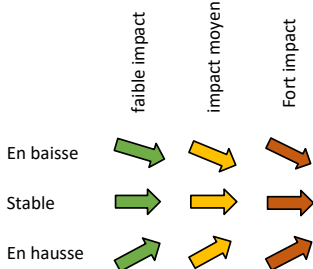 faible impact
impact moyen
Fort impact
En baisse
Stable
En hausse